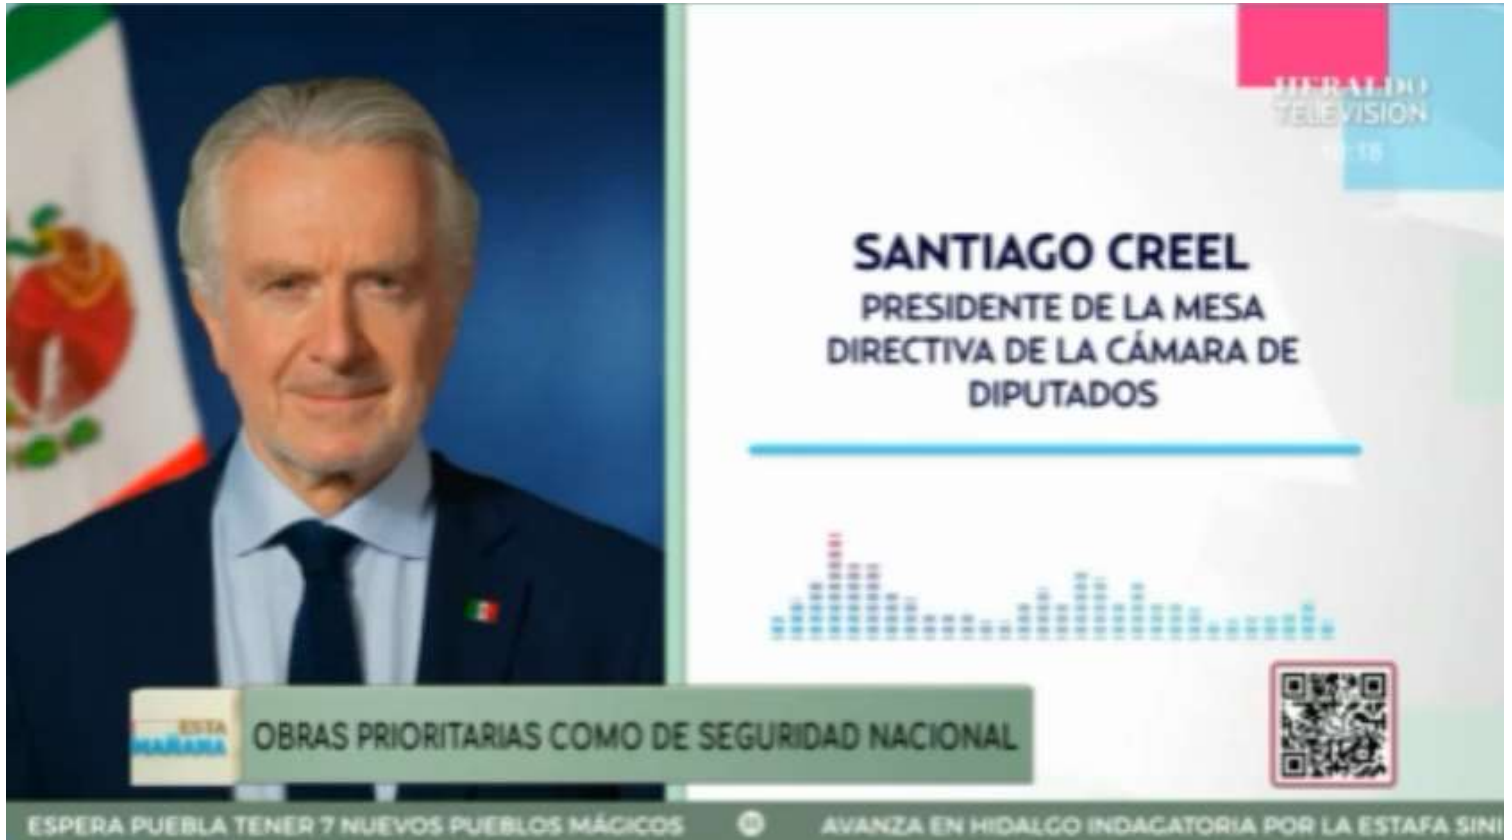 HERALDO
TELEVISION
SANTIAGO CREEL
PRESIDENTE DE LA MESA
DIRECTIVA DE LA CÁMARA DE
DIPUTADOS
ESTA
MAÑANA
OBRAS PRIORITARIAS COMO DE SEGURIDAD NACIONAL
ESPERA PUEBLA TENER 7 NUEVOS PUEBLOS MÁGICOS
AVANZA EN HIDALGO INDAGATORIA POR LA ESTAFA SINI